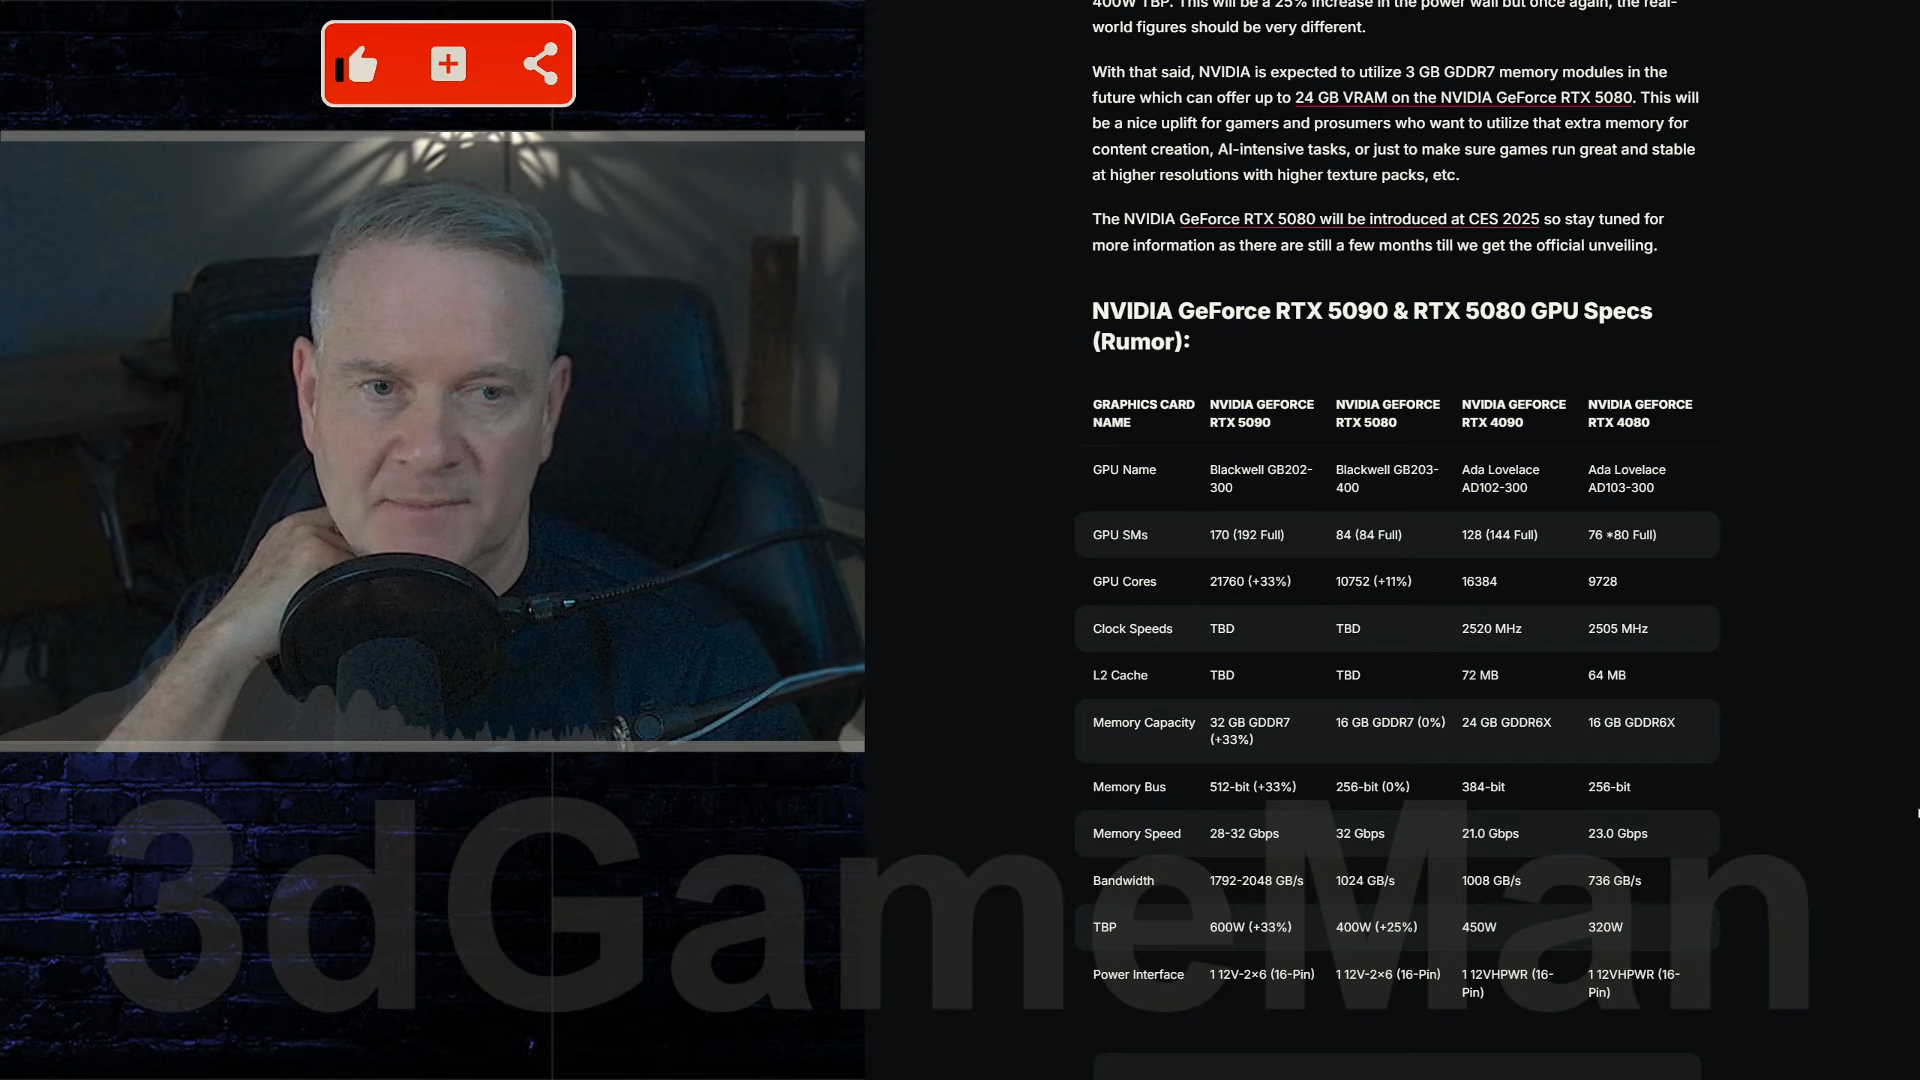 400W TBP. This will be a 25% increase in the power wall but once again, the real-
world figures should be very different.
With that said, NVIDIA is expected to utilize 3 GB GDDR7 memory modules in the
future which can offer up to 24 GB VRAM on the NVIDIA GeForce RTX 5080. This will
be a nice uplift for gamers and prosumers who want to utilize that extra memory for
content creation, AI-intensive tasks, or just to make sure games run great and stable
at higher resolutions with higher texture packs, etc.
The NVIDIA GeForce RTX 5080 will be introduced at CES 2025 so stay tuned for
more information as there are still a few months till we get the official unveiling.
NVIDIA GeForce RTX 5090 & RTX 5080 GPU Specs
(Rumor):
GRAPHICS CARD NAME NVIDIA GEFORCE RTX 5090 NVIDIA GEFORCE RTX 5080 NVIDIA GEFORCE RTX 4090 NVIDIA GEFORCE RTX 4080
GPU Name Blackwell GB202-300 Blackwell GB203-400 Ada Lovelace AD102-300 Ada Lovelace AD103-300
GPU SMs 170 (192 Full) 84 (84 Full) 128 (144 Full) 76 *80 Full)
GPU Cores 21760 (+33%) 10752 (+11%) 16384 9728
Clock Speeds TBD TBD 2520 MHz 2505 MHz
L2 Cache TBD TBD 72 MB 64 MB
Memory Capacity 32 GB GDDR7 (+33%) 16 GB GDDR7 (0%) 24 GB GDDR6X 16 GB GDDR6X
Memory Bus 512-bit (+33%) 256-bit (0%) 384-bit 256-bit
Memory Speed 28-32 Gbps 32 Gbps 21.0 Gbps 23.0 Gbps
Bandwidth 1792-2048 GB/s 1024 GB/s 1008 GB/s 736 GB/s
TBP 600W (+33%) 400W (+25%) 450W 320W
Power Interface 1 12V-2x6 (16-Pin) 1 12V-2x6 (16-Pin) 1 12VHPWR (16-Pin) 1 12VHPWR (16-Pin)
3dGameMan